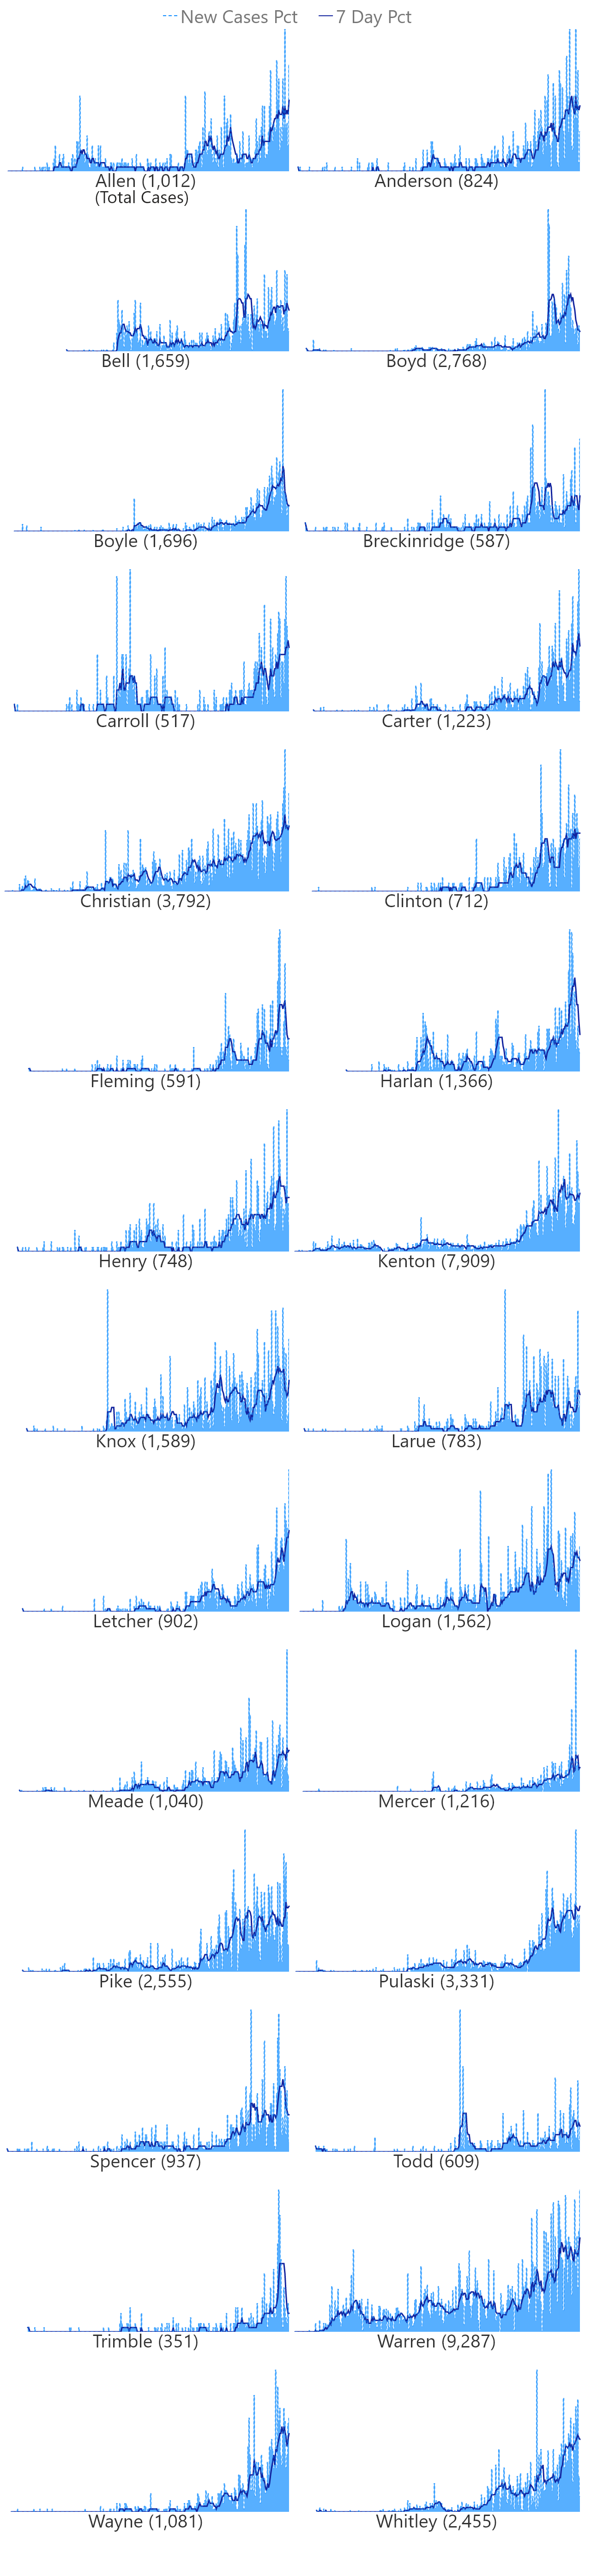 New Cases Pct 7 Day Pct
Allen (1,012) Anderson (824)
(Total Cases)
Bell (1,659) Boyd (2,768)
Boyle (1,696) Breckinridge (587)
Carroll (517) Carter (1,223)
Christian (3,792) Clinton (712)
Fleming (591) Harlan (1,366)
Henry (748) Kenton (7,909)
Knox (1,589) Larue (783)
Letcher (902) Logan (1,562)
Meade (1,040) Mercer (1,216)
Pike (2,555) Pulaski (3,331)
Spencer (937) Todd (609)
Trimble (351) Warren (9,287)
Wayne (1,081) Whitley (2,455)